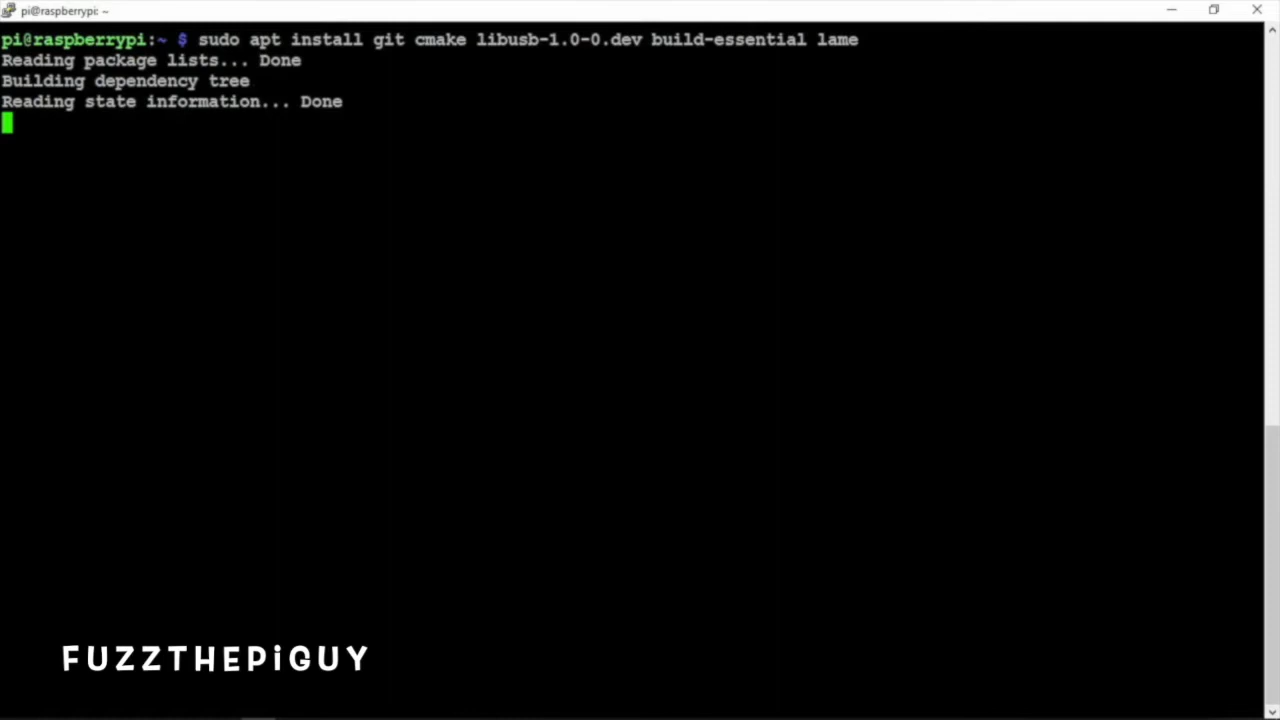 pi@raspberrypi: ~
pi@raspberrypi:~ $ sudo apt install git cmake libusb-1.0-0.dev build-essential lame
Reading package lists... Done
Building dependency tree
Reading state information... Done
FUZZTHEPiGUY